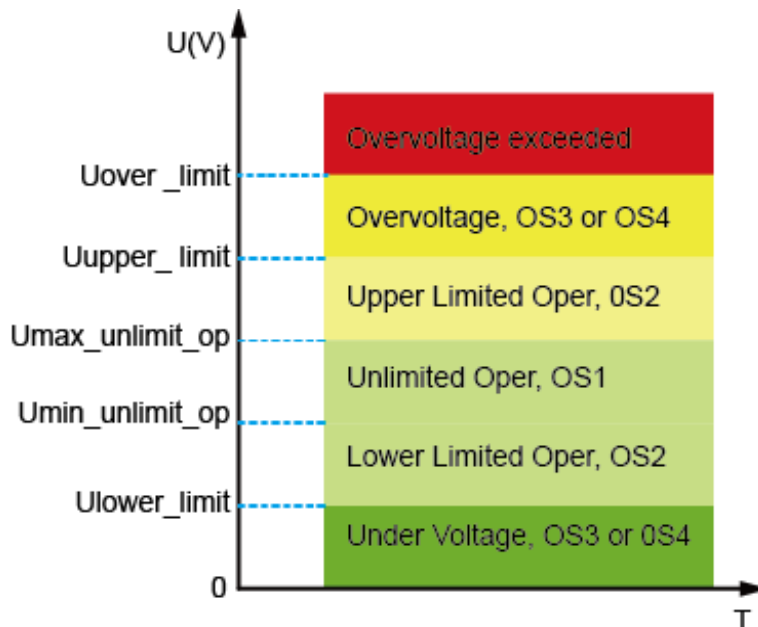 U(V)
Overvoltage exceeded
Uover _limit
Overvoltage, OS3 or OS4
Uupper_ limit
Upper Limited Oper, 0S2
Umax_unlimit_op
Unlimited Oper, OS1
Umin_unlimit_op
Lower Limited Oper, OS2
Ulower_limit
Under Voltage, OS3 or 0S4
0
T